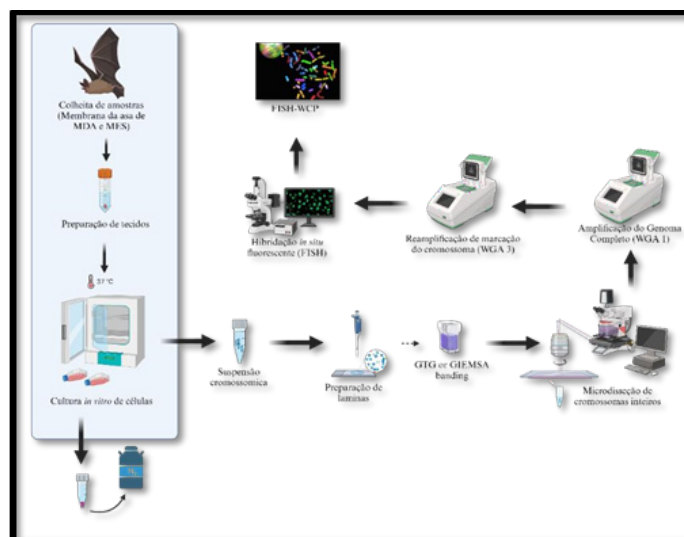 Colheita de amostras
(Membrana da asa de
MDA e MES)
Preparação de tecidos
37 °C
Cultura in vitro de células
Suspensão
cromossomica
Preparação de
laminas
GTG or GIEMSA
banding
Microdisseção de
cromossomas inteiros
Amplificação do Genoma
Completo (WGA 1)
Reamplificação de marcação
do cromossoma (WGA 3)
Hibridação in situ
fluorescente (FISH)
FISH-WCP